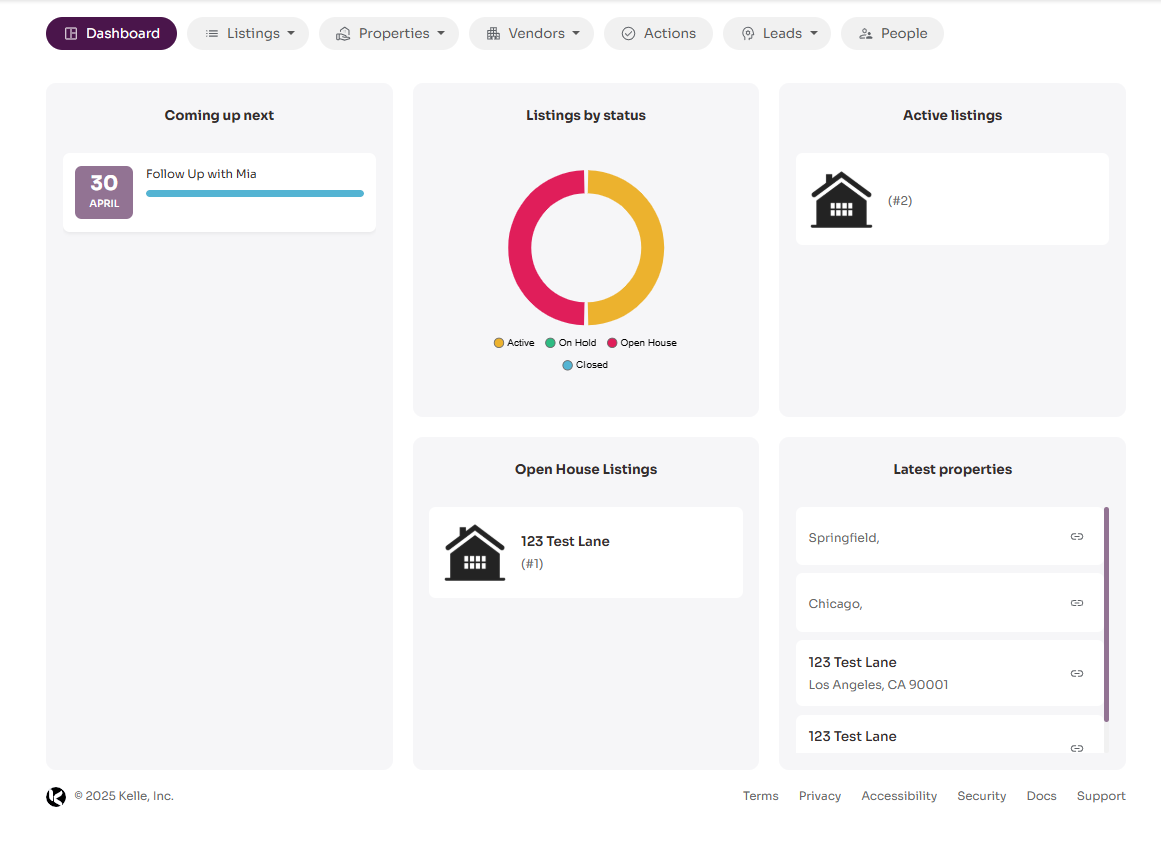 Dashboard
Listings
Properties
Vendors
Actions
Leads
People
Coming up next
30
APRIL
Follow Up with Mia
Listings by status
Active
On Hold
Open House
Closed
Active listings
(#2)
Open House Listings
123 Test Lane
(#1)
Latest properties
Springfield,
Chicago,
123 Test Lane
Los Angeles, CA 90001
123 Test Lane
© 2025 Kelle, Inc.
Terms
Privacy
Accessibility
Security
Docs
Support